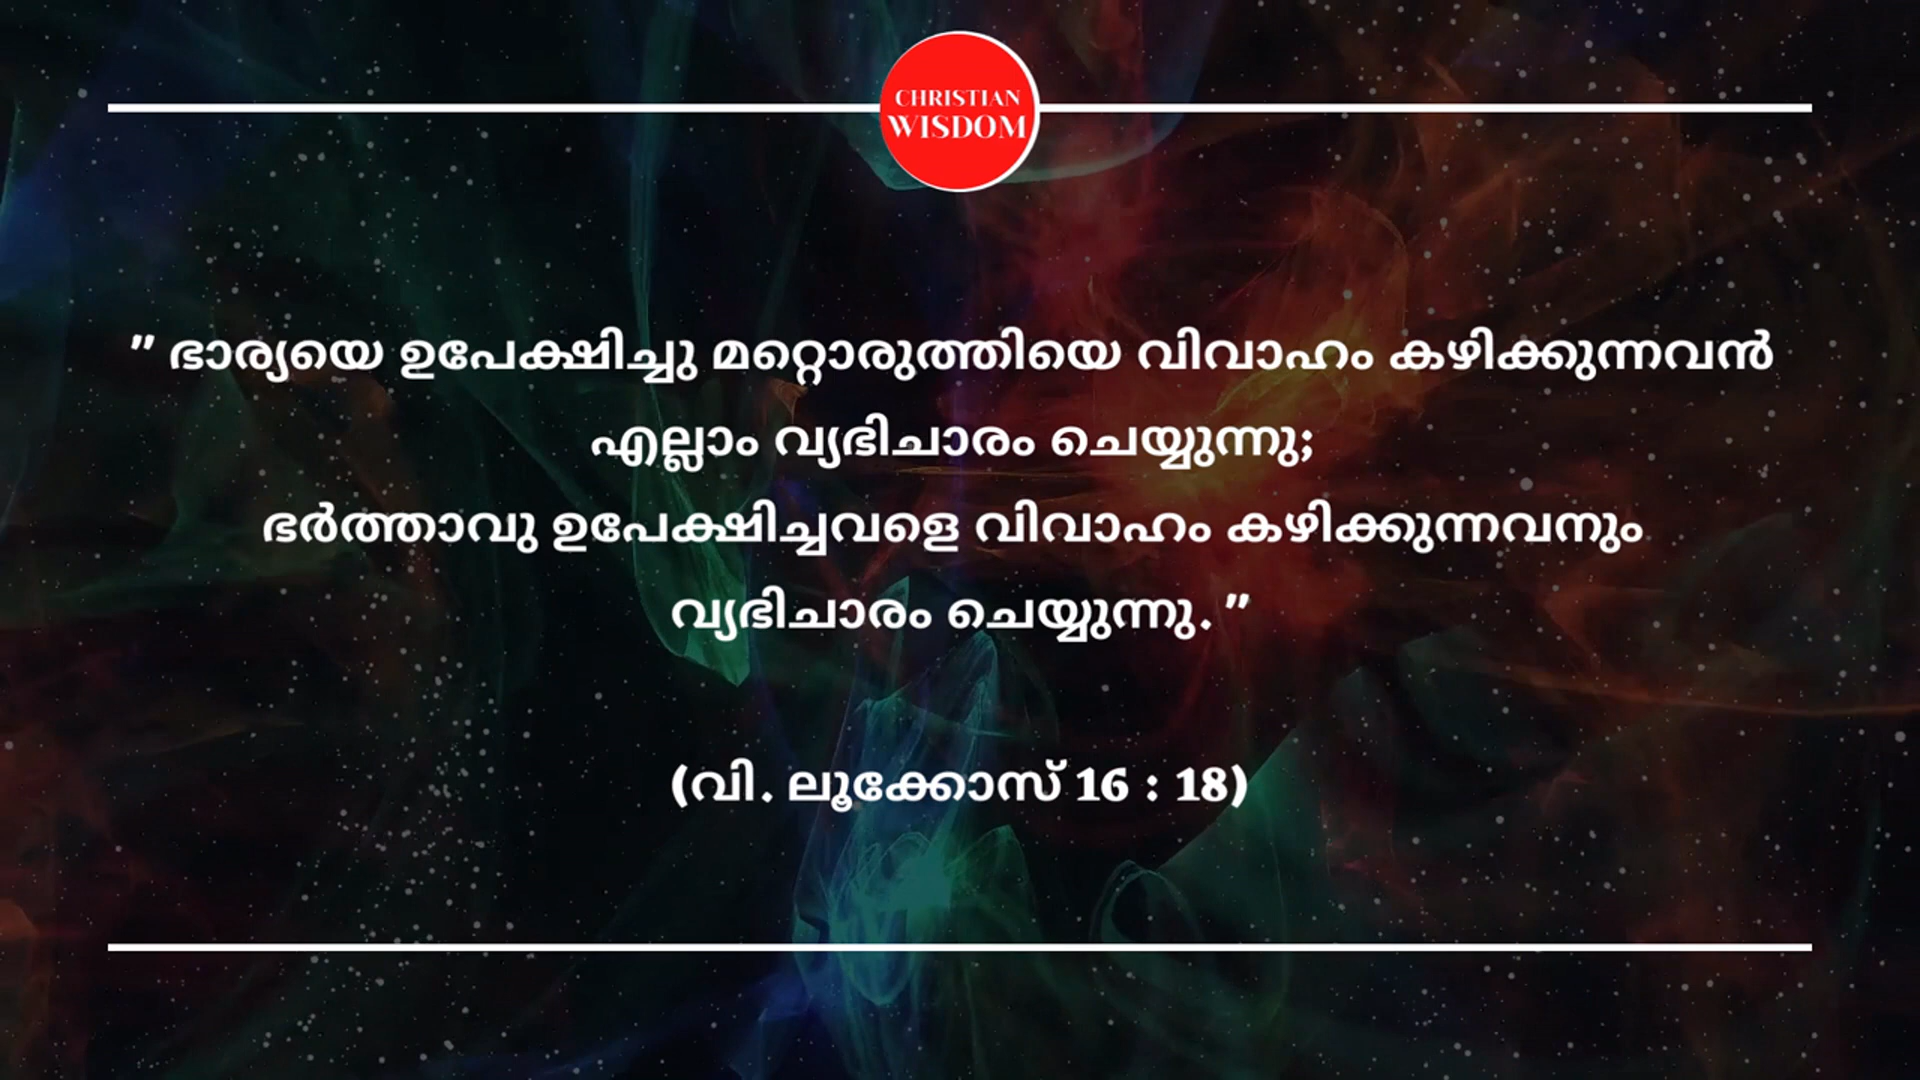 CHRISTIAN
WISDOM
" ഭാര്യയെ ഉപേക്ഷിച്ചു മറ്റൊരുത്തിയെ വിവാഹം കഴിക്കുന്നവൻ
എല്ലാം വ്യഭിചാരം ചെയ്യുന്നു;
ഭർത്താവു ഉപേക്ഷിച്ചവളെ വിവാഹം കഴിക്കുന്നവനും
വ്യഭിചാരം ചെയ്യുന്നു. "
(വി. ലൂക്കോസ് 16 : 18)